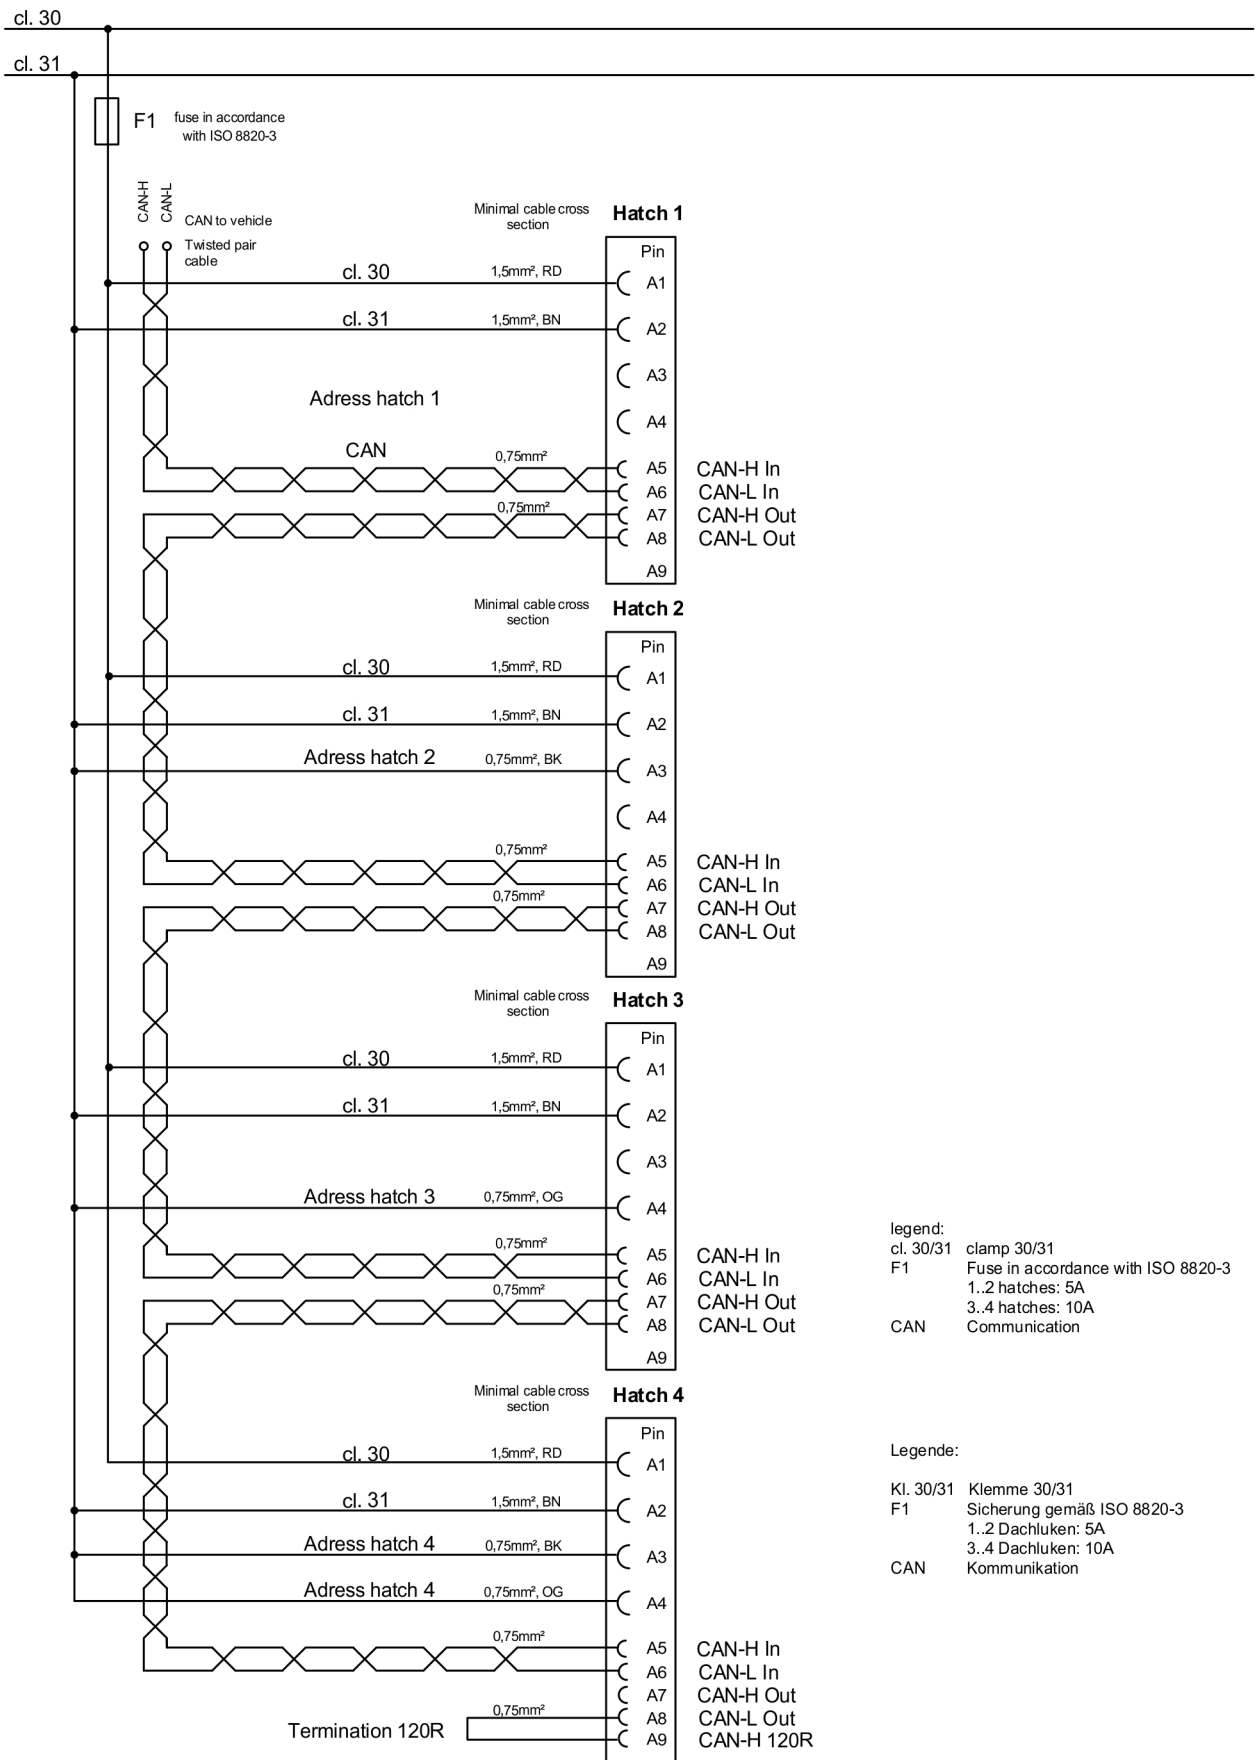 cl. 30
cl. 31
F1
fuse in accordance
with ISO 8820-3
CAN-H
CAN-L
CAN to vehicle
Twisted pair
cable
Minimal cable cross
section
Hatch 1
Pin
cl. 30
1,5mm², RD
A1
cl. 31
1,5mm², BN
A2
A3
Adress hatch 1
A4
CAN
0,75mm²
A5
CAN-H In
A6
CAN-L In
0,75mm²
A7
CAN-H Out
A8
CAN-L Out
A9
Minimal cable cross
section
Hatch 2
Pin
cl. 30
1,5mm², RD
A1
cl. 31
1,5mm², BN
A2
Adress hatch 2
0,75mm², BK
A3
A4
0,75mm²
A5
CAN-H In
A6
CAN-L In
0,75mm²
A7
CAN-H Out
A8
CAN-L Out
A9
Minimal cable cross
section
Hatch 3
Pin
cl. 30
1,5mm², RD
A1
cl. 31
1,5mm², BN
A2
A3
Adress hatch 3
0,75mm², OG
A4
0,75mm²
A5
CAN-H In
A6
CAN-L In
0,75mm²
A7
CAN-H Out
A8
CAN-L Out
A9
legend:
cl. 30/31 clamp 30/31
F1 Fuse in accordance with ISO 8820-3
1..2 hatches: 5A
3..4 hatches: 10A
CAN Communication
Minimal cable cross
section
Hatch 4
Pin
cl. 30
1,5mm², RD
A1
cl. 31
1,5mm², BN
A2
Adress hatch 4
0,75mm², BK
A3
Adress hatch 4
0,75mm², OG
A4
0,75mm²
A5
CAN-H In
A6
CAN-L In
A7
CAN-H Out
0,75mm²
A8
CAN-L Out
Termination 120R
A9
CAN-H 120R
Legende:
Kl. 30/31 Klemme 30/31
F1 Sicherung gemäß ISO 8820-3
1..2 Dachluken: 5A
3..4 Dachluken: 10A
CAN Kommunikation